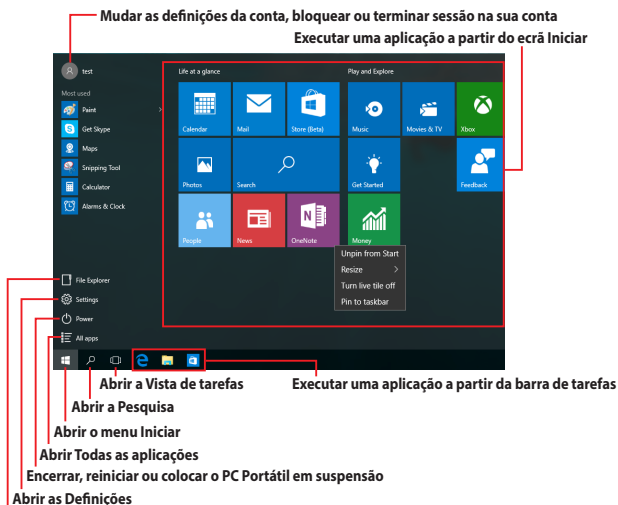 Mudar as definições da conta, bloquear ou terminar sessão na sua conta
Executar uma aplicação a partir do ecrã Iniciar
test
Most used
Paint
Get Skype
Maps
Snipping Tool
Calculator
Alarms & Clock
File Explorer
Settings
Power
All apps
Life at a glance
Play and Explore
Calendar
Mail
Store (Beta)
Music
Movies & TV
Xbox
Photos
Search
Get Started
Feedback
People
News
OneNote
Money
Unpin from Start
Resize
Turn live tile off
Pin to taskbar
Abrir a Vista de tarefas
Executar uma aplicação a partir da barra de tarefas
Abrir a Pesquisa
Abrir o menu Iniciar
Abrir Todas as aplicações
Encerrar, reiniciar ou colocar o PC Portátil em suspensão
Abrir as Definições